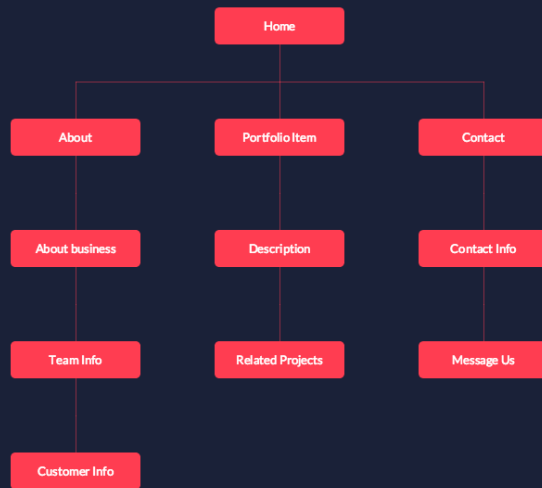 Home
About
Portfolio Item
Contact
About business
Description
Contact Info
Team Info
Related Projects
Message Us
Customer Info